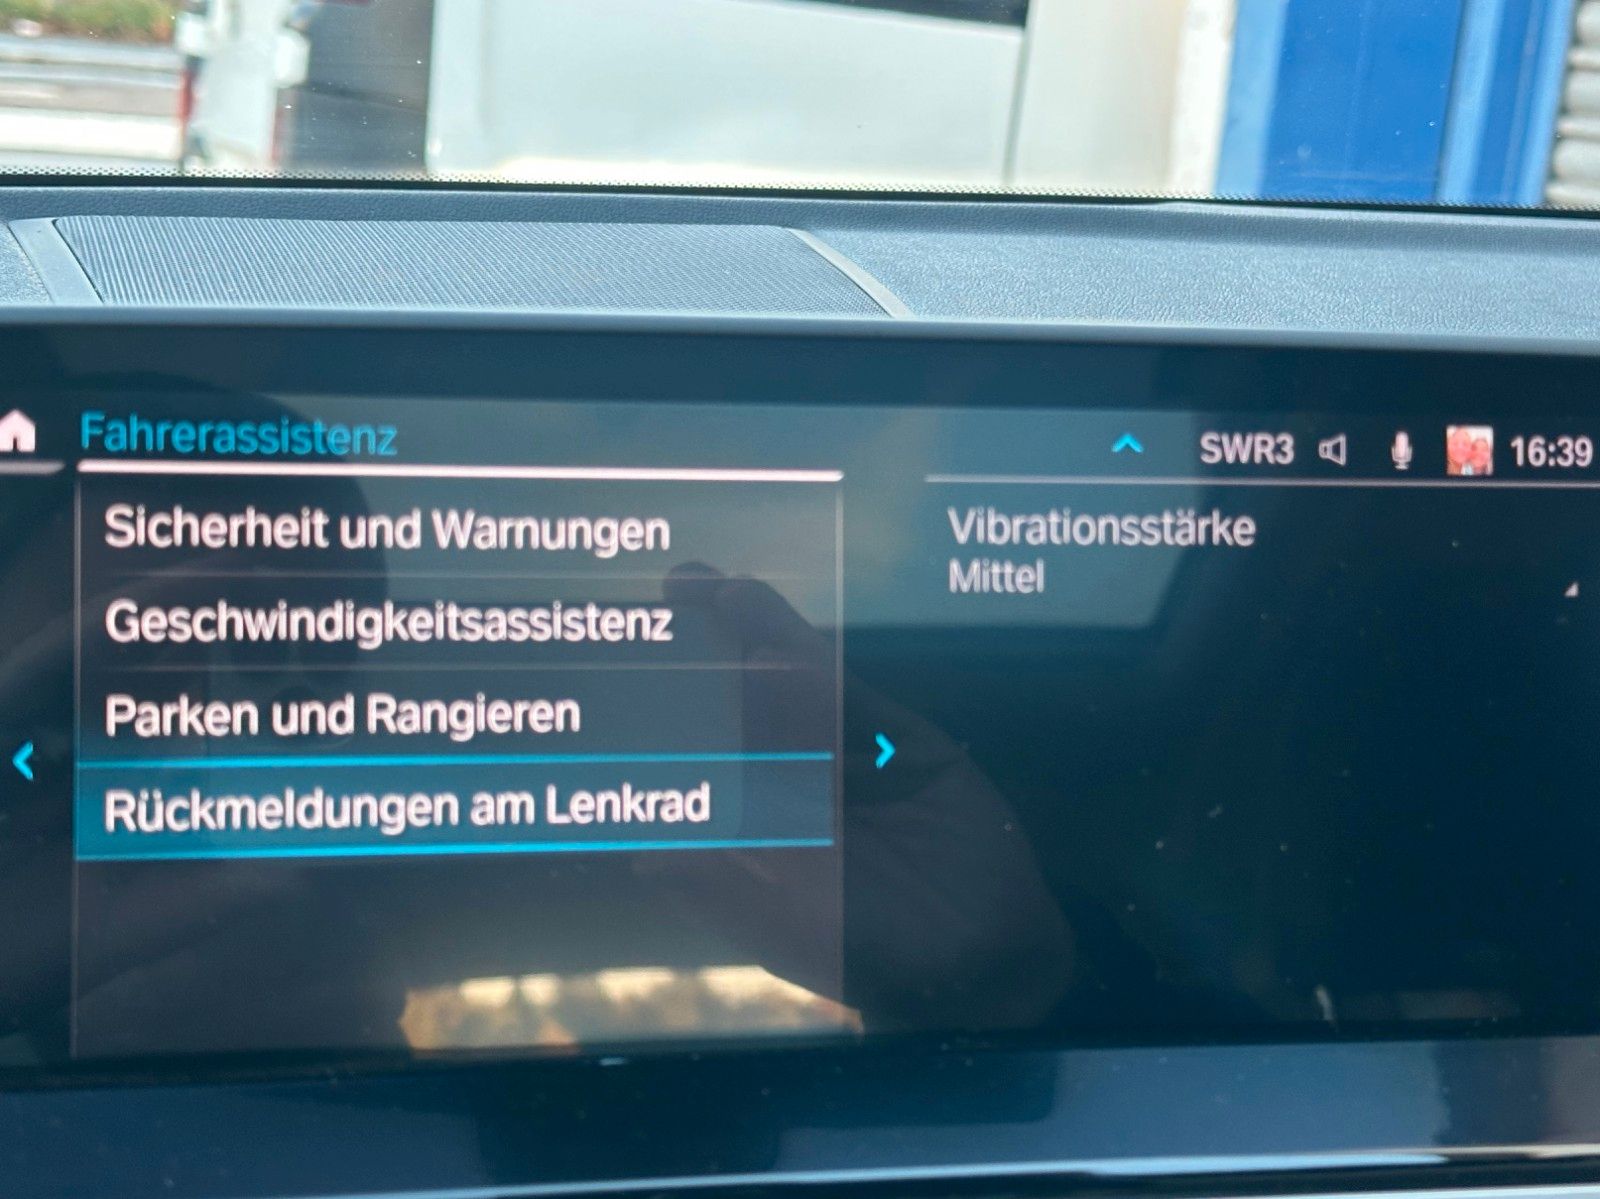 Fahrerassistenz
SWR3 16:39
Sicherheit und Warnungen
Geschwindigkeitsassistenz
Parken und Rangieren
Rückmeldungen am Lenkrad
Vibrationsstärke
Mittel